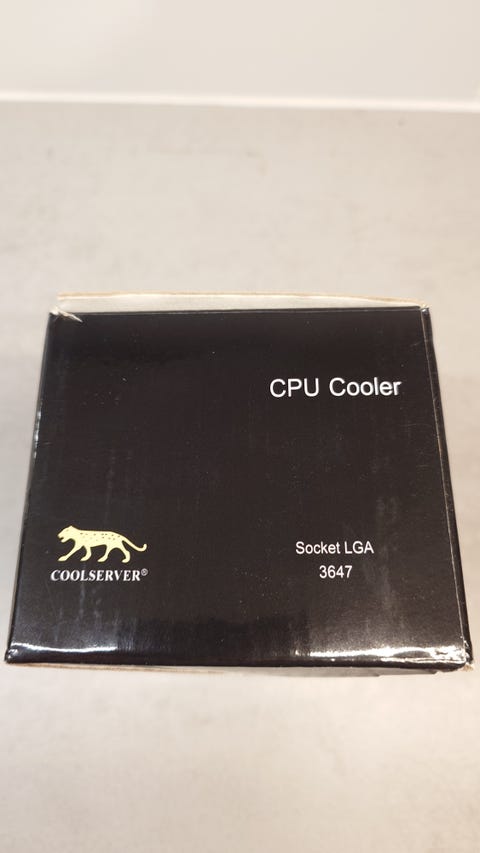 CPU Cooler
Socket LGA
3647
COOLSERVER®